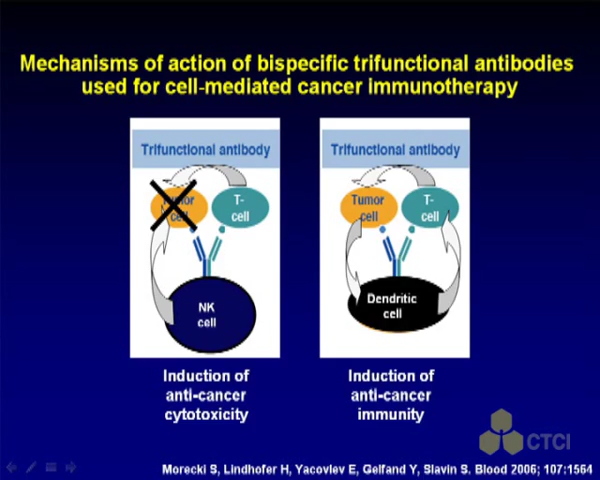 Mechanisms of action of bispecific trifunctional antibodies
used for cell-mediated cancer immunotherapy
Trifunctional antibody
Tumor
cell
T-
cell
NK
cell
Induction of
anti-cancer
cytotoxicity
Trifunctional antibody
Tumor
cell
T-
cell
Dendritic
cell
Induction of
anti-cancer
immunity
CTCI
Morecki S, Lindhofer H, Yacovlev E, Gelfand Y, Slavin S. Blood 2006; 107:1564